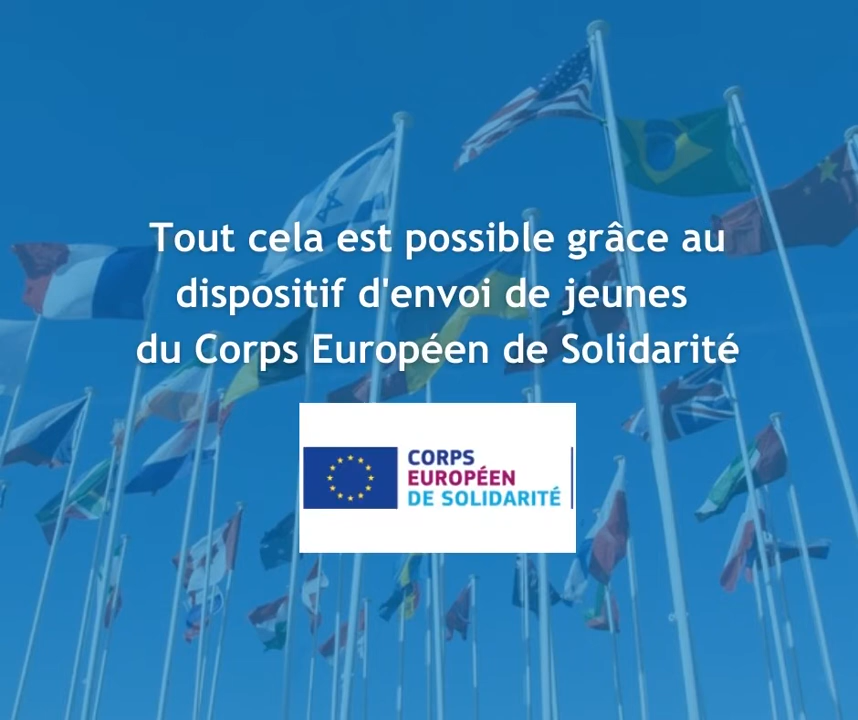 Tout cela est possible grâce au
dispositif d'envoi de jeunes
du Corps Européen de Solidarité
CORPS
EUROPÉEN
DE SOLIDARITÉ